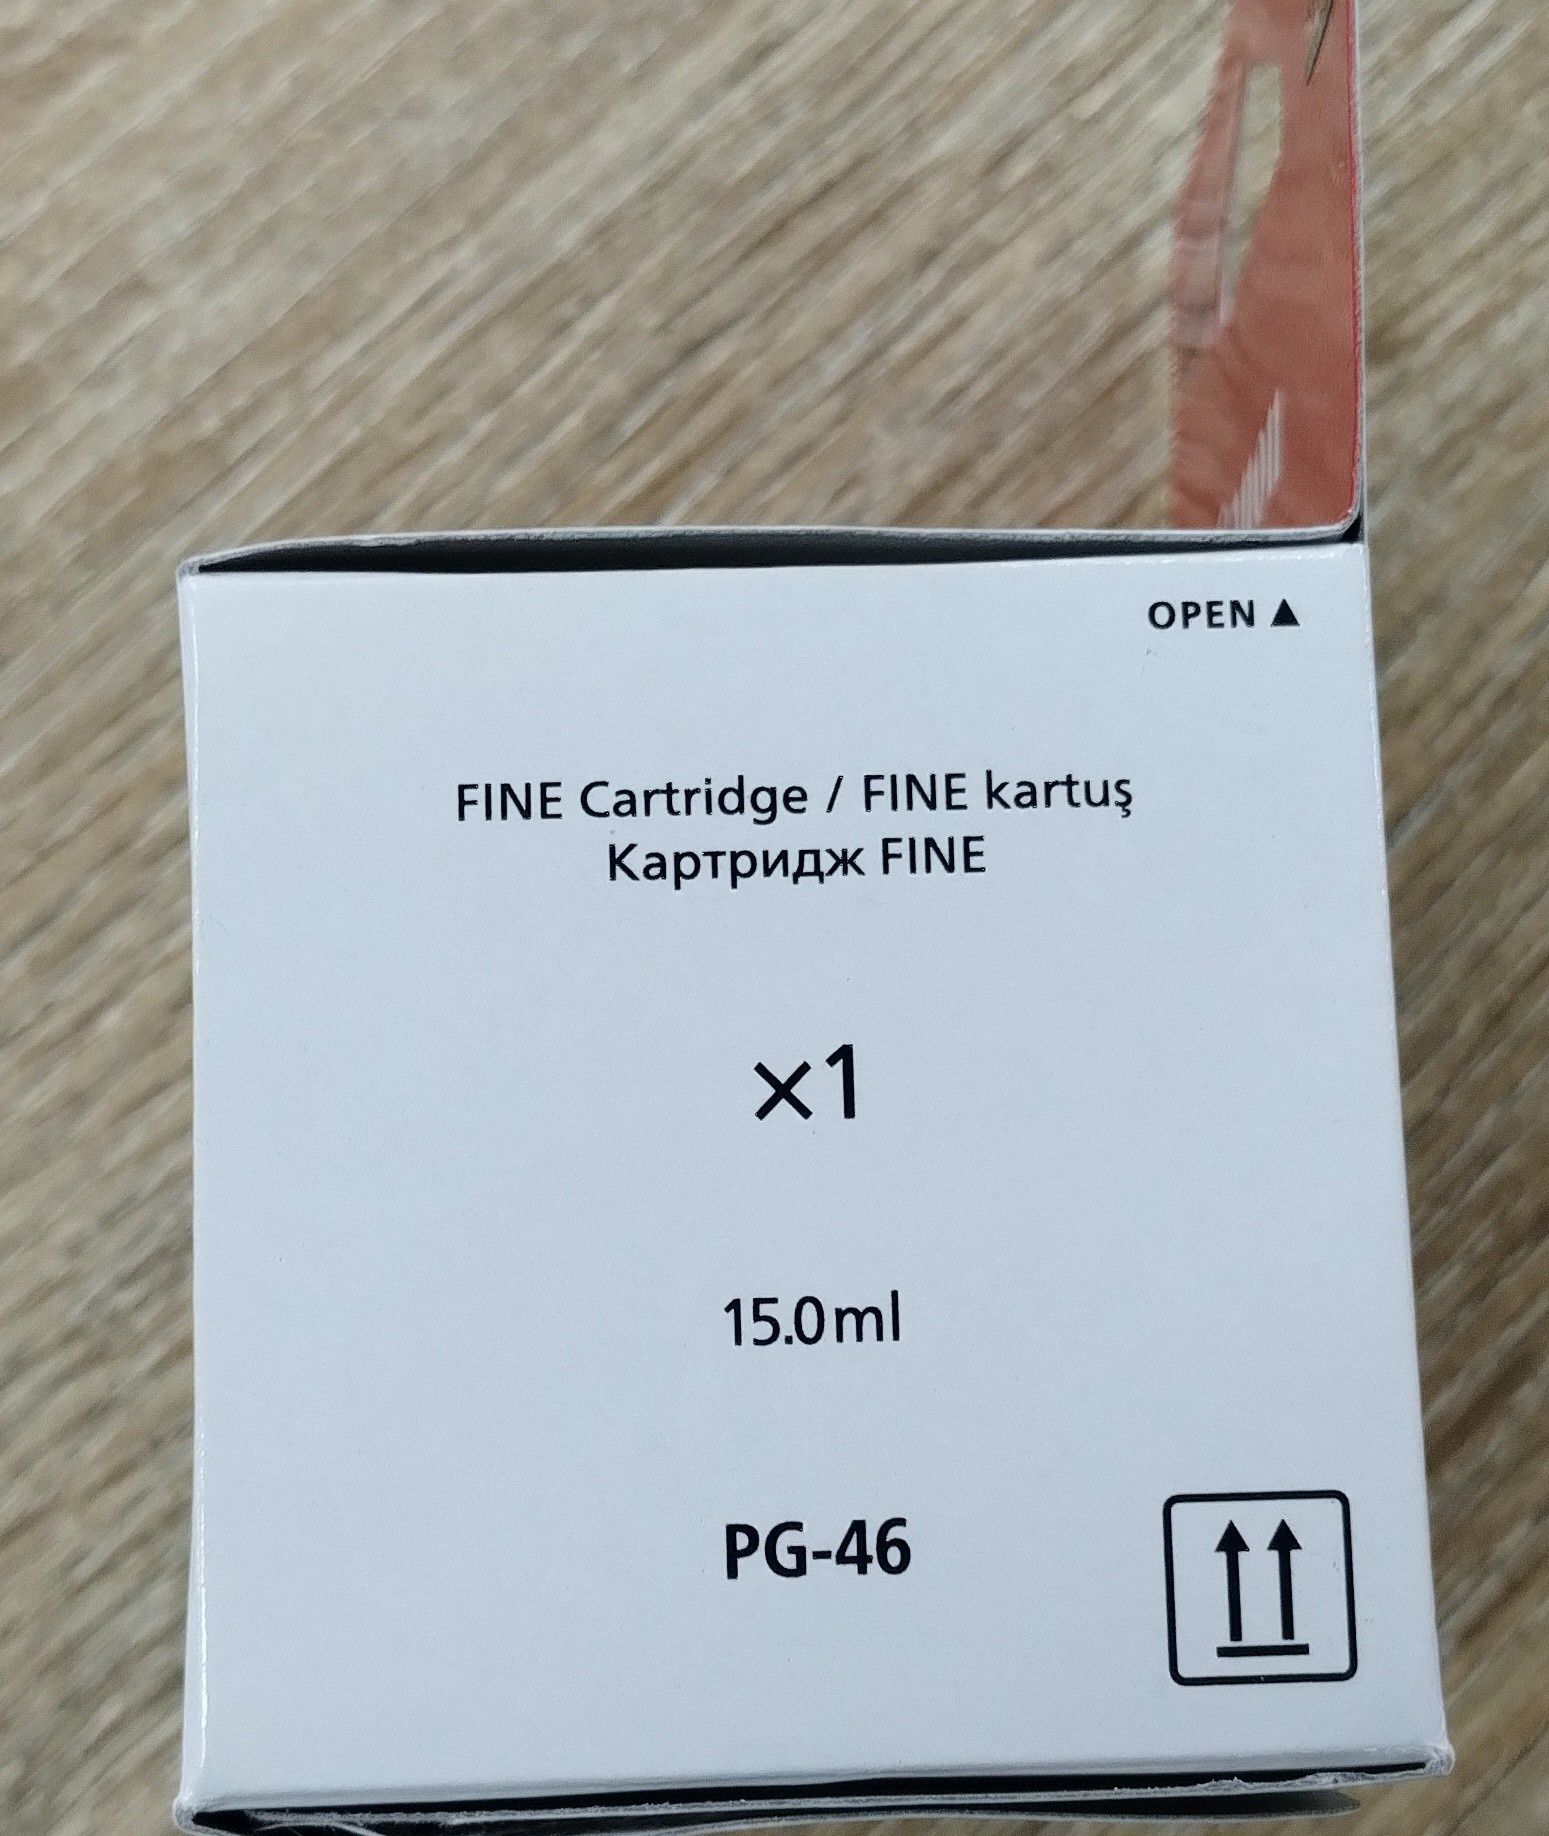 OPEN ▲
FINE Cartridge / FINE kartuş
Картридж FINE
×1
15.0ml
PG-46